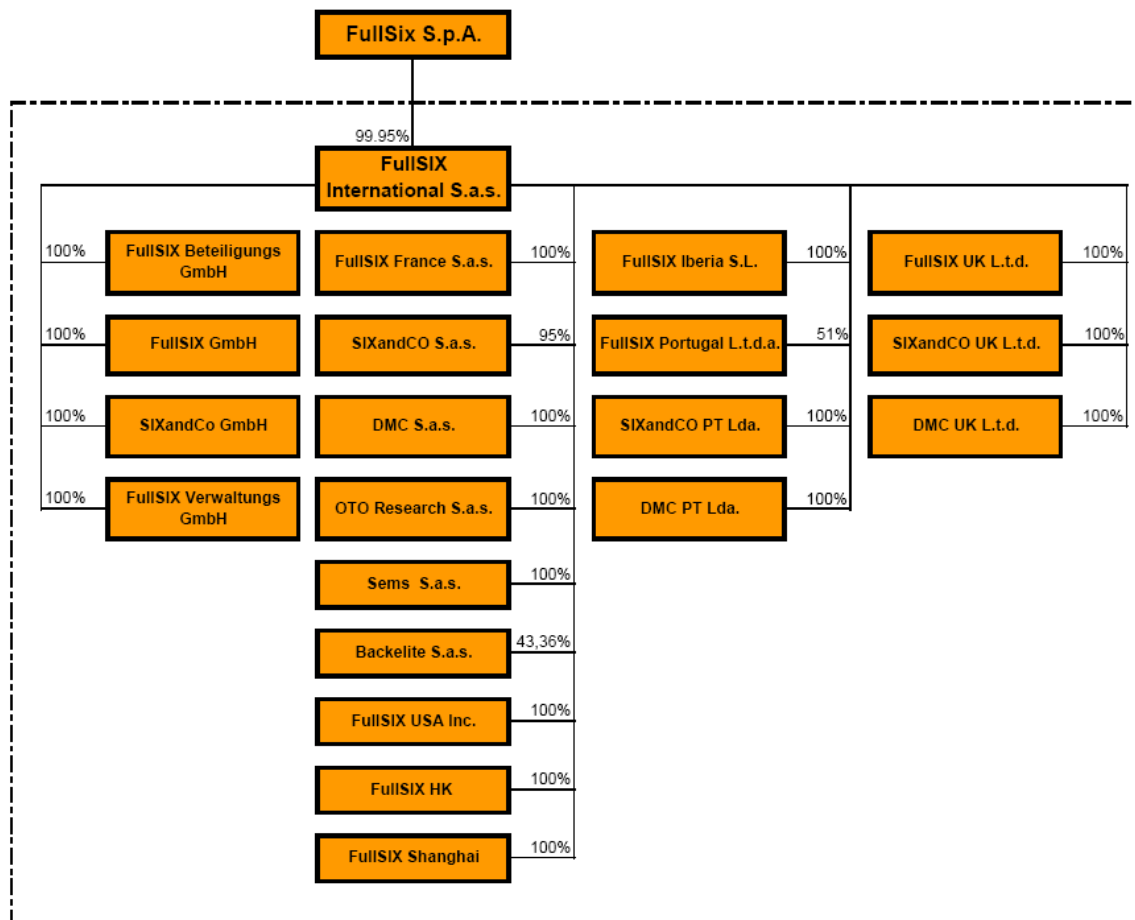 FullSix S.p.A.
99.95%
FullSIX
International S.a.s.
100%
FullSIX Beteiligungs
GmbH
100%
FullSIX GmbH
100%
SIXandCo GmbH
100%
FullSIX Verwaltungs
GmbH
FullSIX France S.a.s.
100%
SIXandCO S.a.s.
95%
DMC S.a.s.
100%
OTO Research S.a.s.
100%
Sems S.a.s.
100%
Backelite S.a.s.
43,36%
FullSIX USA Inc.
100%
FullSIX HK
100%
FullSIX Shanghai
100%
FullSIX Iberia S.L.
100%
FullSIX Portugal L.t.d.a.
51%
SIXandCO PT Lda.
100%
DMC PT Lda.
100%
FullSIX UK L.t.d.
100%
SIXandCO UK L.t.d.
100%
DMC UK L.t.d.
100%